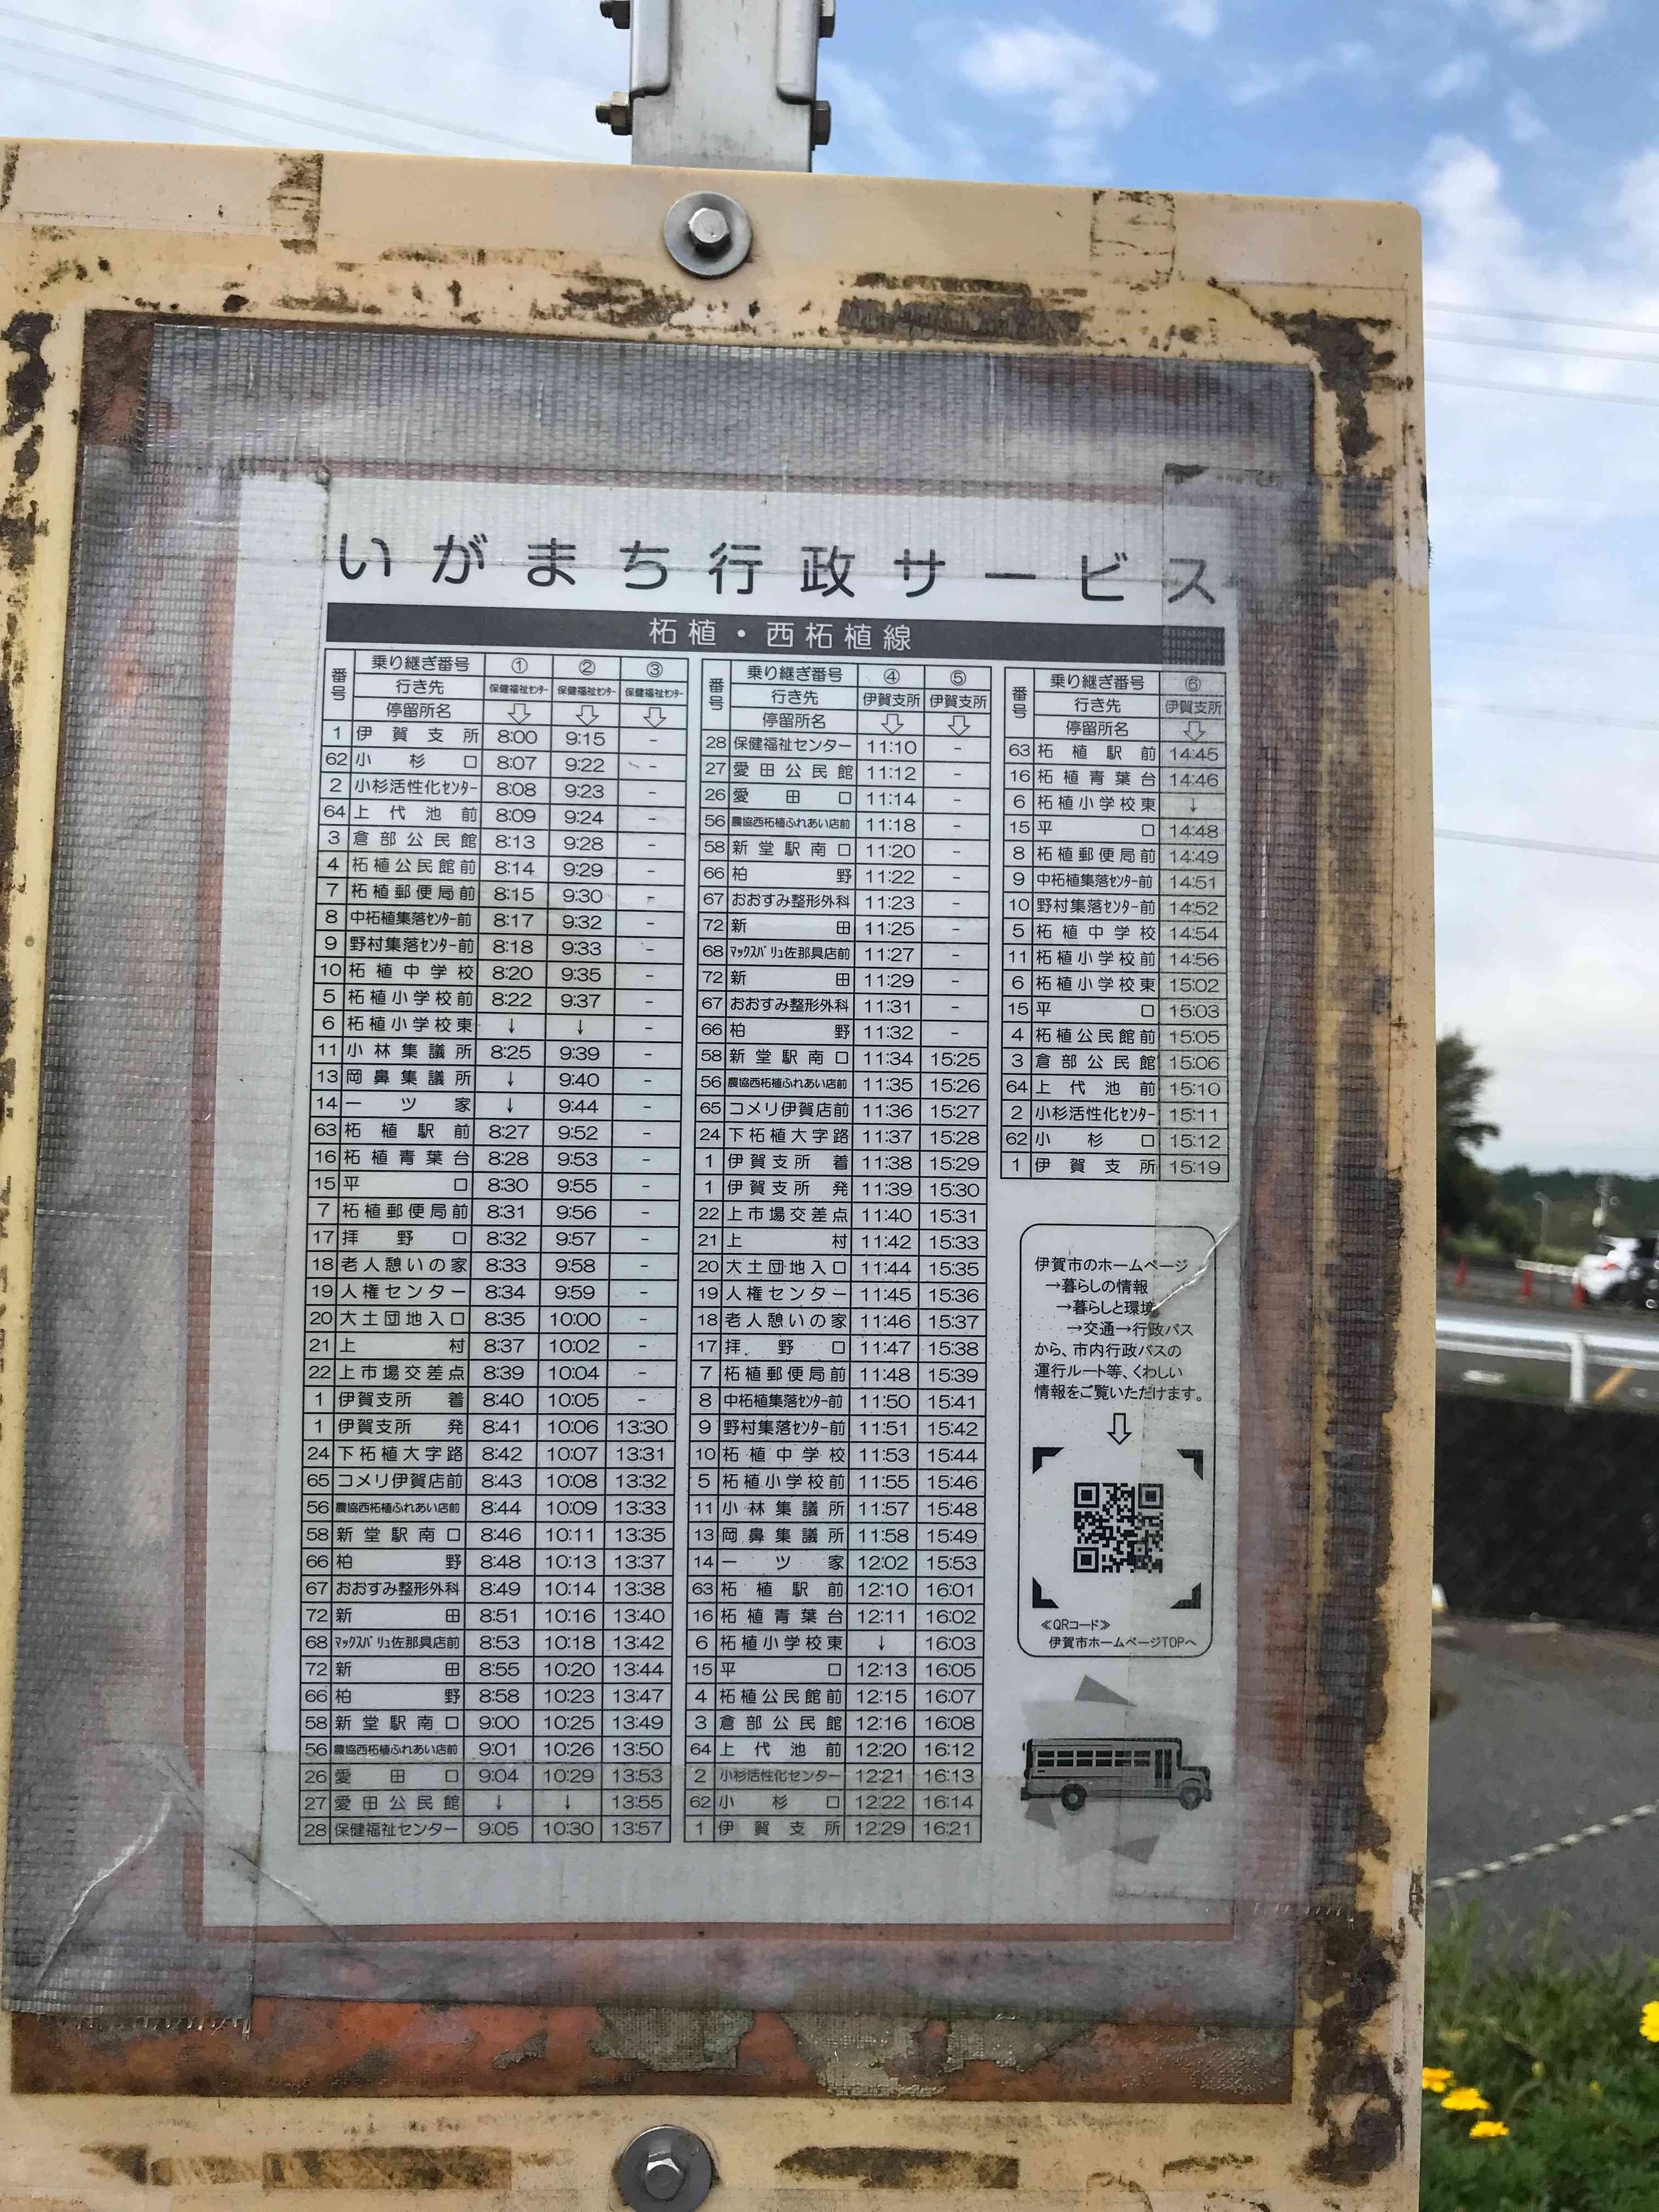 いがまち行政サービス
柘植・西柘植線
番号 乗り継ぎ番号 ① ② ③
行き先 保健福祉センター 保健福祉センター 保健福祉センター
停留所名 ⇩ ⇩ ⇩
1 伊賀支所 8:00 9:15 -
62 小杉口 8:07 9:22 -
2 小杉活性化センター 8:08 9:23 -
64 上代池前 8:09 9:24 -
3 倉部公民館 8:13 9:28 -
4 柘植公民館前 8:14 9:29 -
7 柘植郵便局前 8:15 9:30 -
8 中柘植集落センター前 8:17 9:32 -
9 野村集落センター前 8:18 9:33 -
10 柘植中学校 8:20 9:35 -
5 柘植小学校前 8:22 9:37 -
6 柘植小学校東 ↓ ↓ -
11 小林集議所 8:25 9:39 -
13 岡鼻集議所 ↓ 9:40 -
14 一ツ家 ↓ 9:44 -
63 柘植駅前 8:27 9:52 -
16 柘植青葉台 8:28 9:53 -
15 平口 8:30 9:55 -
7 柘植郵便局前 8:31 9:56 -
17 拝野口 8:32 9:57 -
18 老人憩いの家 8:33 9:58 -
19 人権センター 8:34 9:59 -
20 大土団地入口 8:35 10:00 -
21 上村 8:37 10:02 -
22 上市場交差点 8:39 10:04 -
1 伊賀支所 着 8:40 10:05 -
1 伊賀支所 発 8:41 10:06 13:30
24 下柘植大字路 8:42 10:07 13:31
65 コメリ伊賀店前 8:43 10:08 13:32
56 農協西柘植ふれあい店前 8:44 10:09 13:33
58 新堂駅南口 8:46 10:11 13:35
66 柏野 8:48 10:13 13:37
67 おおすみ整形外科 8:49 10:14 13:38
72 新田 8:51 10:16 13:40
68 マックスバリュ佐那具店前 8:53 10:18 13:42
72 新田 8:55 10:20 13:44
66 柏野 8:58 10:23 13:47
58 新堂駅南口 9:00 10:25 13:49
56 農協西柘植ふれあい店前 9:01 10:26 13:50
26 愛田口 9:04 10:29 13:53
27 愛田公民館 ↓ ↓ 13:55
28 保健福祉センター 9:05 10:30 13:57
番号 乗り継ぎ番号 ④ ⑤
行き先 伊賀支所 伊賀支所
停留所名 ⇩ ⇩
28 保健福祉センター 11:10 -
27 愛田公民館 11:12 -
26 愛田口 11:14 -
56 農協西柘植ふれあい店前 11:18 -
58 新堂駅南口 11:20 -
66 柏野 11:22 -
67 おおすみ整形外科 11:23 -
72 新田 11:25 -
68 マックスバリュ佐那具店前 11:27 -
72 新田 11:29 -
67 おおすみ整形外科 11:31 -
66 柏野 11:32 -
58 新堂駅南口 11:34 15:25
56 農協西柘植ふれあい店前 11:35 15:26
65 コメリ伊賀店前 11:36 15:27
24 下柘植大字路 11:37 15:28
1 伊賀支所 着 11:38 15:29
1 伊賀支所 発 11:39 15:30
22 上市場交差点 11:40 15:31
21 上村 11:42 15:33
20 大土団地入口 11:44 15:35
19 人権センター 11:45 15:36
18 老人憩いの家 11:46 15:37
17 拝野口 11:47 15:38
7 柘植郵便局前 11:48 15:39
8 中柘植集落センター前 11:50 15:41
9 野村集落センター前 11:51 15:42
10 柘植中学校 11:53 15:44
5 柘植小学校前 11:55 15:46
11 小林集議所 11:57 15:48
13 岡鼻集議所 11:58 15:49
14 一ツ家 12:02 15:53
63 柘植駅前 12:10 16:01
16 柘植青葉台 12:11 16:02
6 柘植小学校東 ↓ 16:03
15 平口 12:13 16:05
4 柘植公民館前 12:15 16:07
3 倉部公民館 12:16 16:08
64 上代池前 12:20 16:12
2 小杉活性化センター 12:21 16:13
62 小杉口 12:22 16:14
1 伊賀支所 12:29 16:21
番号 乗り継ぎ番号 ⑥
行き先 伊賀支所
停留所名 ⇩
63 柘植駅前 14:45
16 柘植青葉台 14:46
6 柘植小学校東 ↓
15 平口 14:48
8 柘植郵便局前 14:49
9 中柘植集落センター前 14:51
10 野村集落センター前 14:52
5 柘植中学校 14:54
11 柘植小学校前 14:56
6 柘植小学校東 15:02
15 平口 15:03
4 柘植公民館前 15:05
3 倉部公民館 15:06
64 上代池前 15:10
2 小杉活性化センター 15:11
62 小杉口 15:12
1 伊賀支所 15:19
伊賀市のホームページ
→暮らしの情報
→暮らしと環境
→交通→行政バス
から、市内行政バスの
運行ルート等、くわしい
情報をご覧いただけます。
⇩
≪QRコード≫
伊賀市ホームページTOPへ